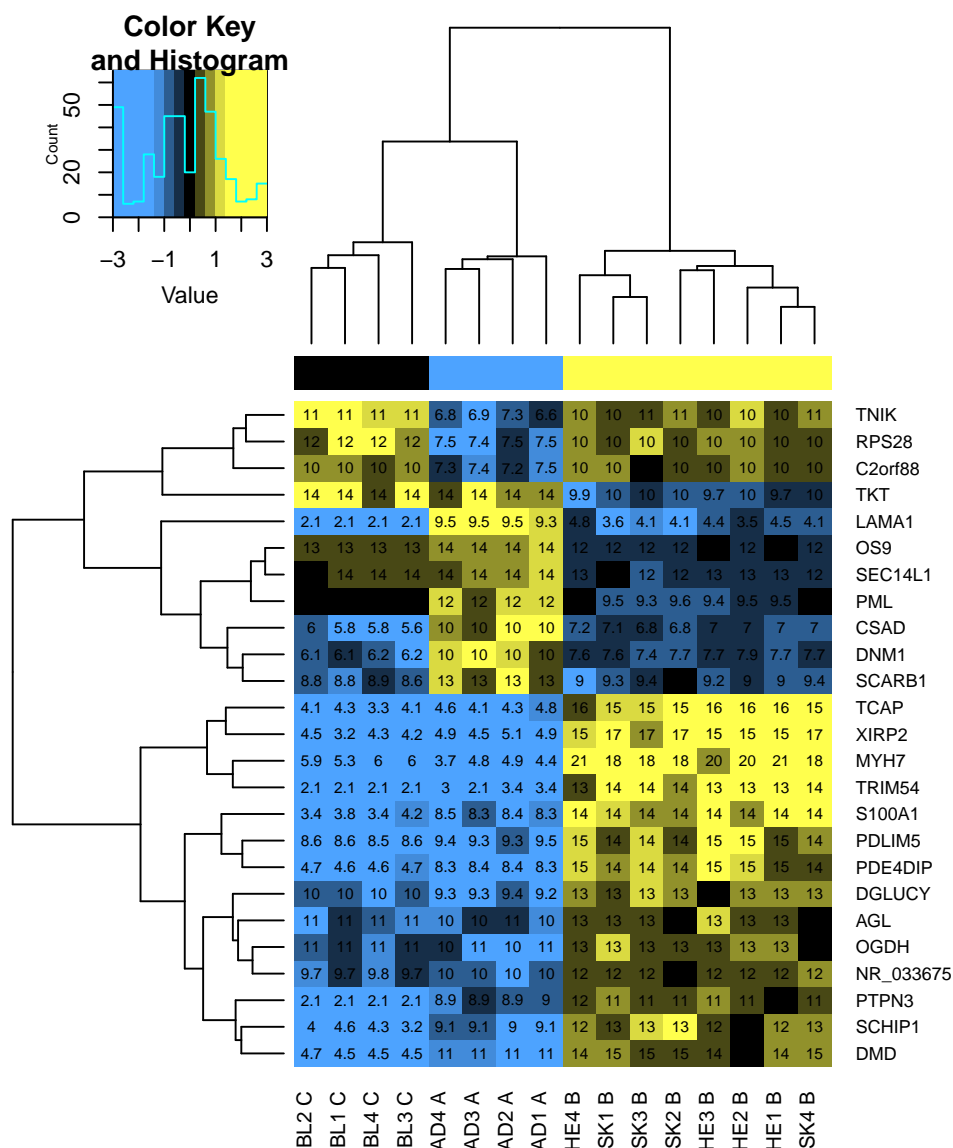 Color Key
and Histogram
Count
0 20 50
−3 −1 1 3
Value
11 11 11 11 6.8 6.9 7.3 6.6 10 10 11 11 10 10 10 11 TNIK
12 12 12 12 7.5 7.4 7.5 7.5 10 10 10 10 10 10 10 10 RPS28
10 10 10 10 7.3 7.4 7.2 7.5 10 10 10 10 10 10 10 C2orf88
14 14 14 14 14 14 14 14 9.9 10 10 10 9.7 10 9.7 10 TKT
2.1 2.1 2.1 2.1 9.5 9.5 9.5 9.3 4.8 3.6 4.1 4.1 4.4 3.5 4.5 4.1 LAMA1
13 13 13 13 14 14 14 14 12 12 12 12 12 12 OS9
14 14 14 14 14 14 14 13 12 12 13 13 13 12 SEC14L1
12 12 12 12 9.5 9.3 9.6 9.4 9.5 9.5 PML
6 5.8 5.8 5.6 10 10 10 10 7.2 7.1 6.8 6.8 7 7 7 7 CSAD
6.1 6.1 6.2 6.2 10 10 10 10 7.6 7.6 7.4 7.7 7.7 7.9 7.7 7.7 DNM1
8.8 8.8 8.9 8.6 13 13 13 13 9 9.3 9.4 9.2 9 9 9.4 SCARB1
4.1 4.3 3.3 4.1 4.6 4.1 4.3 4.8 16 15 15 15 16 16 16 15 TCAP
4.5 3.2 4.3 4.2 4.9 4.5 5.1 4.9 15 17 17 17 15 15 15 17 XIRP2
5.9 5.3 6 6 3.7 4.8 4.9 4.4 21 18 18 18 20 20 21 18 MYH7
2.1 2.1 2.1 2.1 3 2.1 3.4 3.4 13 14 14 14 13 13 13 14 TRIM54
3.4 3.8 3.4 4.2 8.5 8.3 8.4 8.3 14 14 14 14 14 14 14 14 S100A1
8.6 8.6 8.5 8.6 9.4 9.3 9.3 9.5 15 14 14 14 15 15 15 14 PDLIM5
4.7 4.6 4.6 4.7 8.3 8.4 8.4 8.3 15 14 14 14 15 15 15 14 PDE4DIP
10 10 10 10 9.3 9.3 9.4 9.2 13 13 13 13 13 13 13 DGLUCY
11 11 11 11 10 10 11 10 13 13 13 13 13 13 AGL
11 11 11 11 10 11 10 11 13 13 13 13 13 13 13 OGDH
9.7 9.7 9.8 9.7 10 10 10 10 12 12 12 12 12 12 12 NR_033675
2.1 2.1 2.1 2.1 8.9 8.9 8.9 9 12 11 11 11 11 11 11 PTPN3
4 4.6 4.3 3.2 9.1 9.1 9 9.1 12 13 13 13 12 12 13 SCHIP1
4.7 4.5 4.5 4.5 11 11 11 11 14 15 15 15 14 14 15 DMD
BL2 C
BL1 C
BL4 C
BL3 C
AD4 A
AD3 A
AD2 A
AD1 A
HE4 B
SK1 B
SK3 B
SK2 B
HE3 B
HE2 B
HE1 B
SK4 B